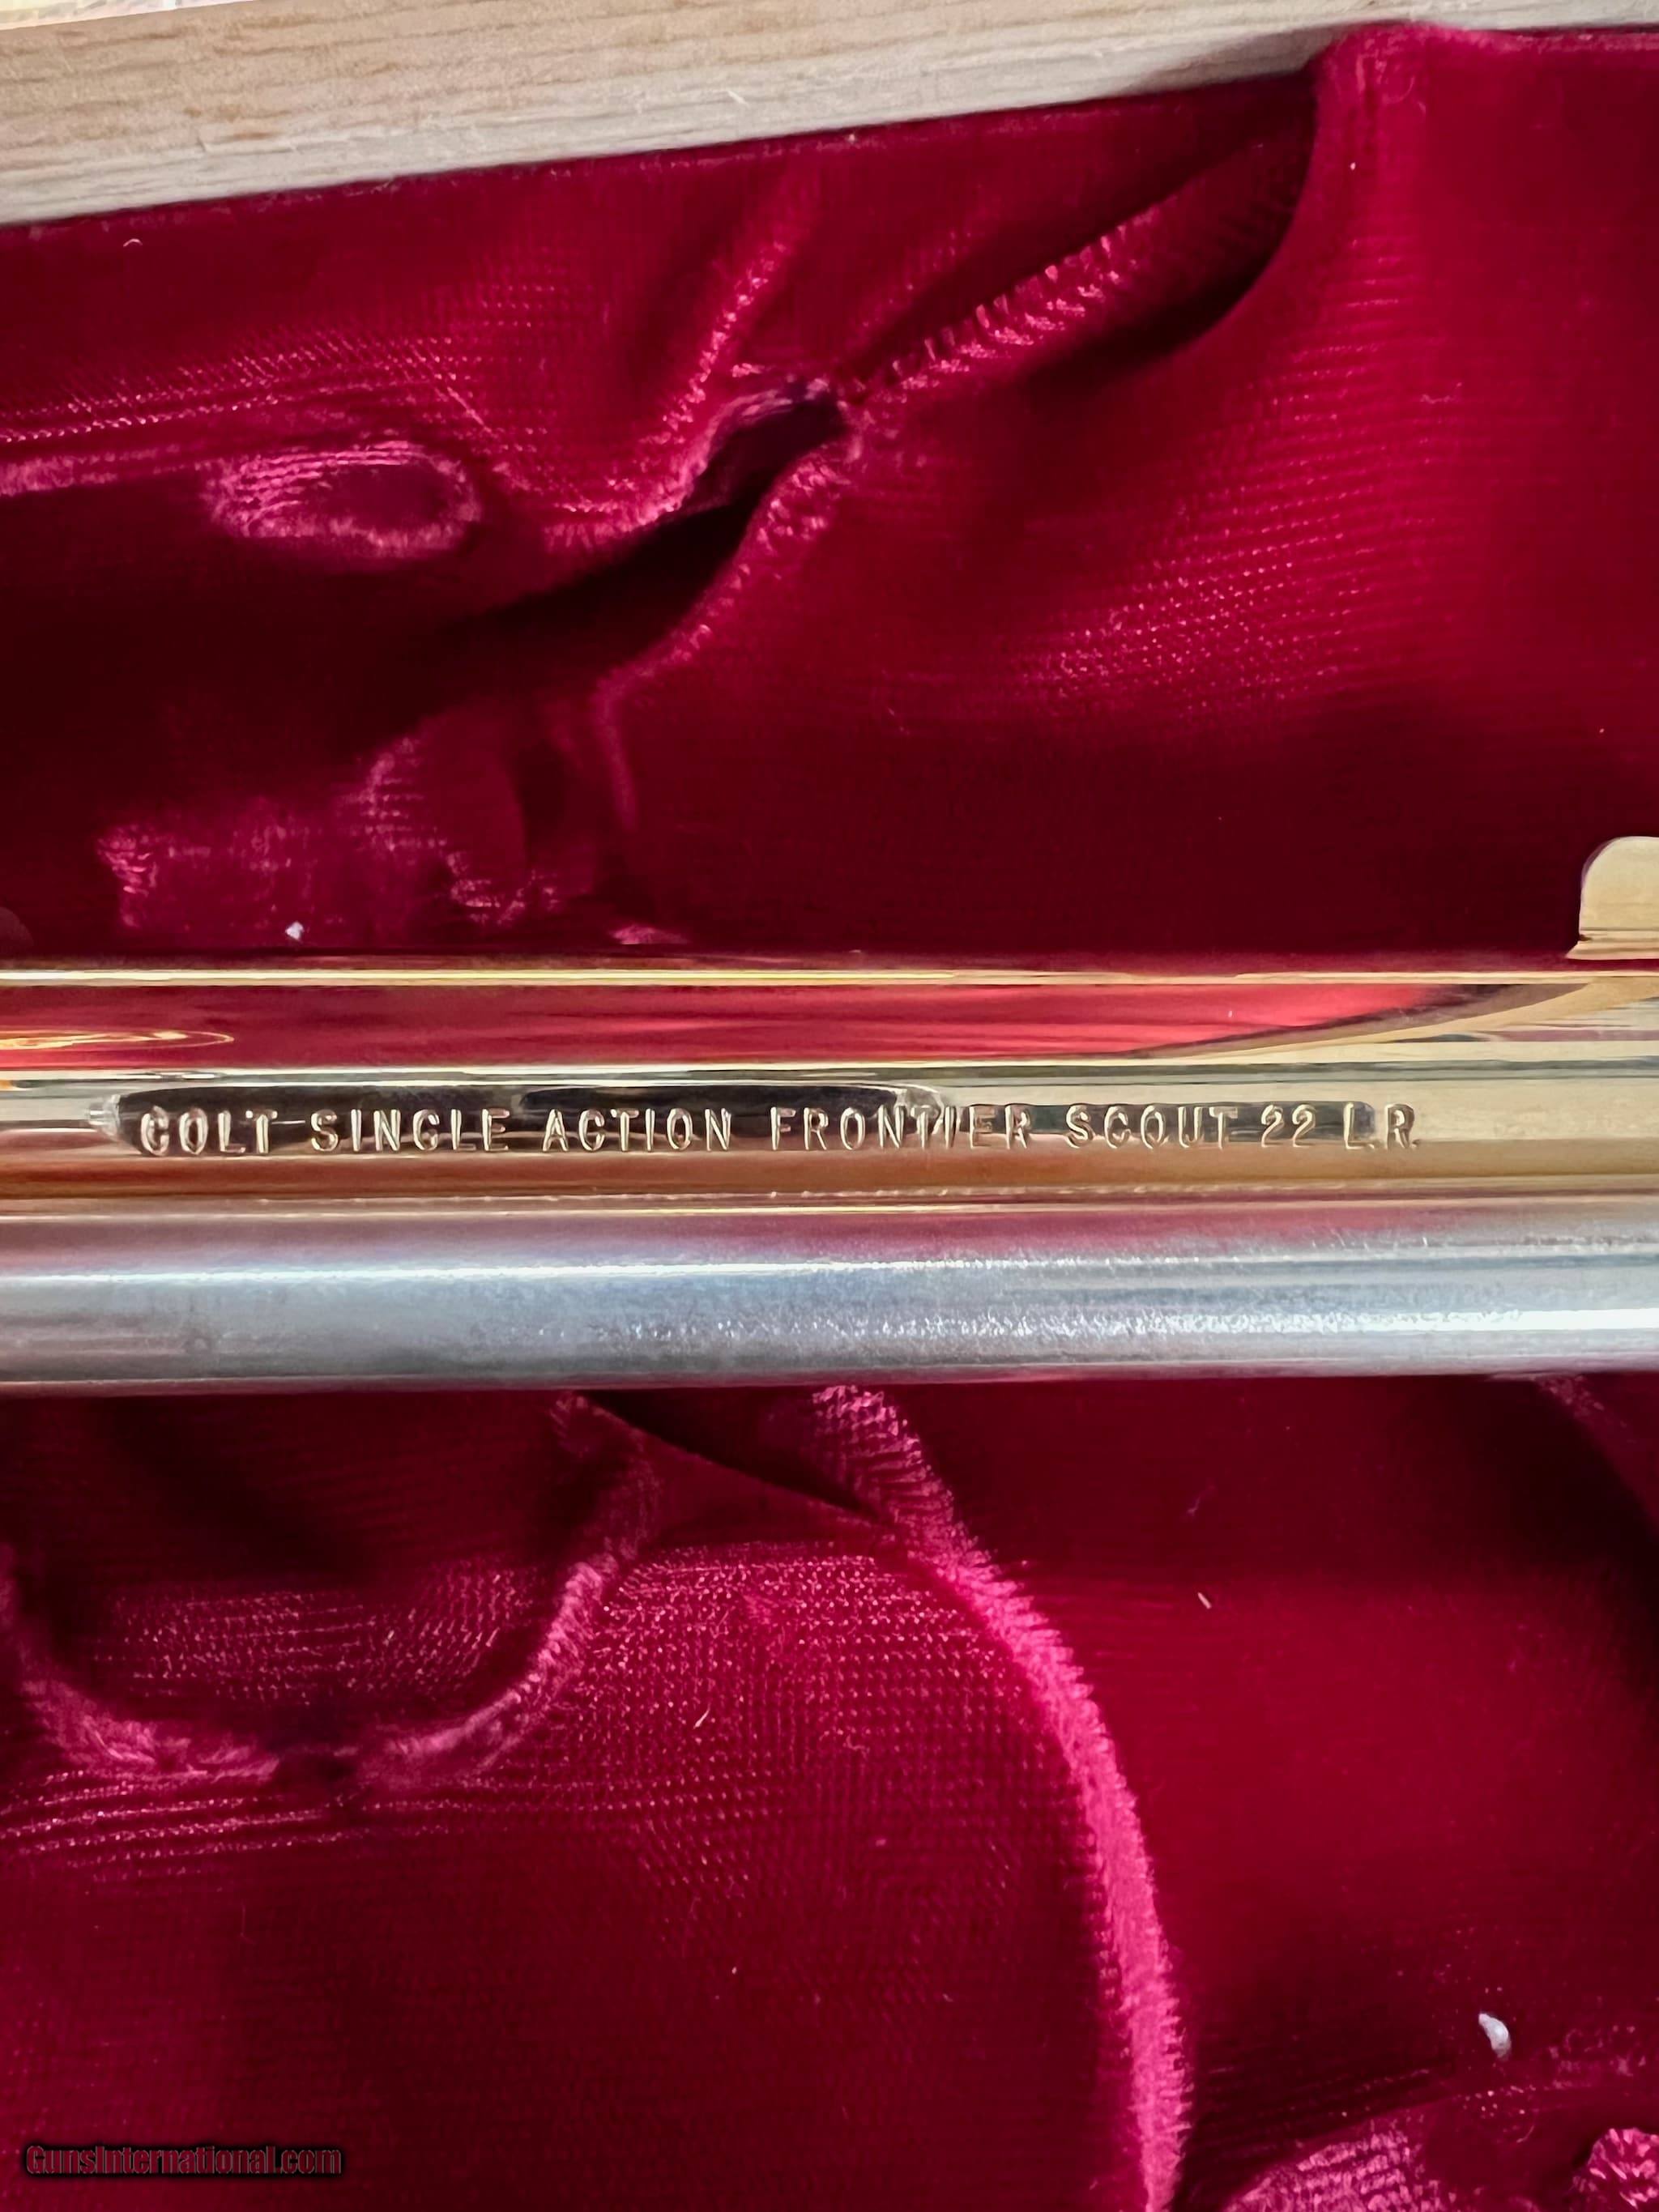 COLT SINGLE ACTION FRONTIER SCOUT 22 L.R.
GunsInternational.com